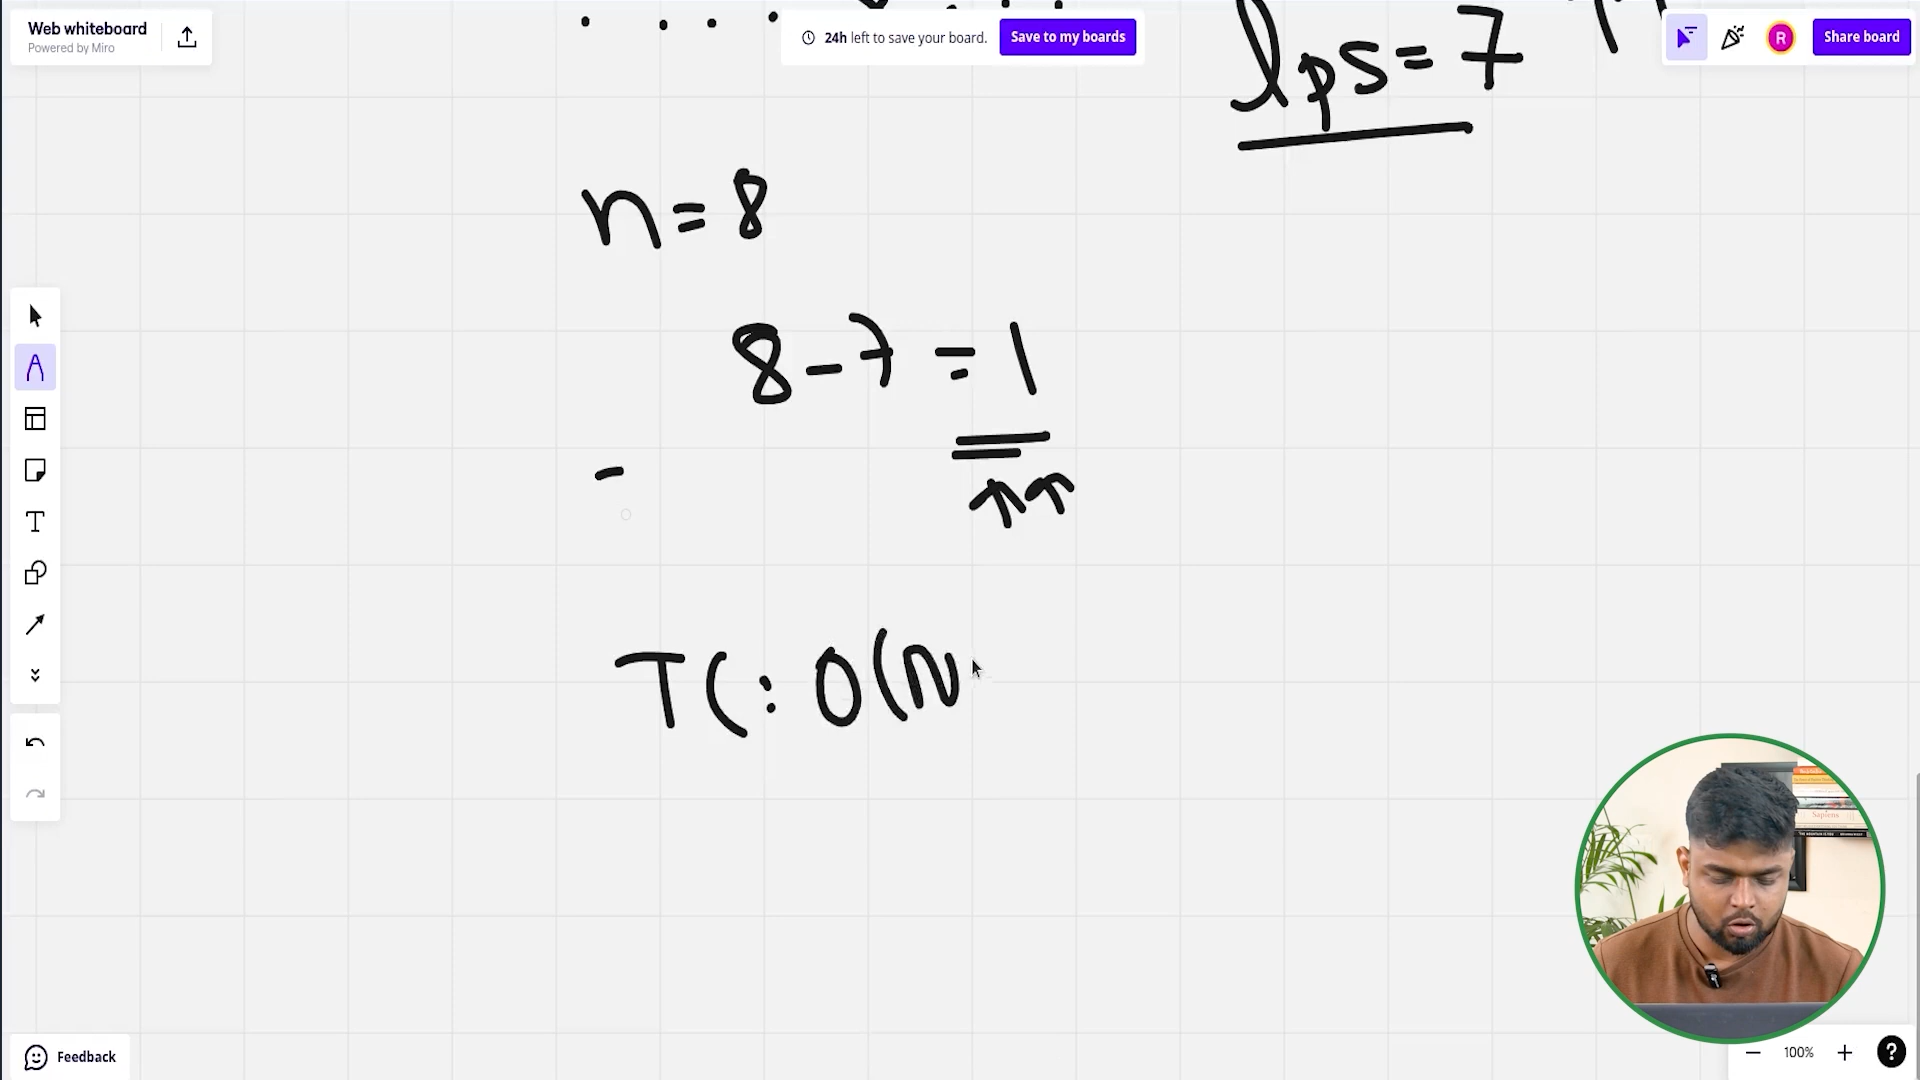 Web whiteboard
Powered by Miro
24h left to save your board.
Save to my boards
Share board
R
lps=7
n=8
8-7=1
TC: O(N
Sapiens
Feedback
100%
?